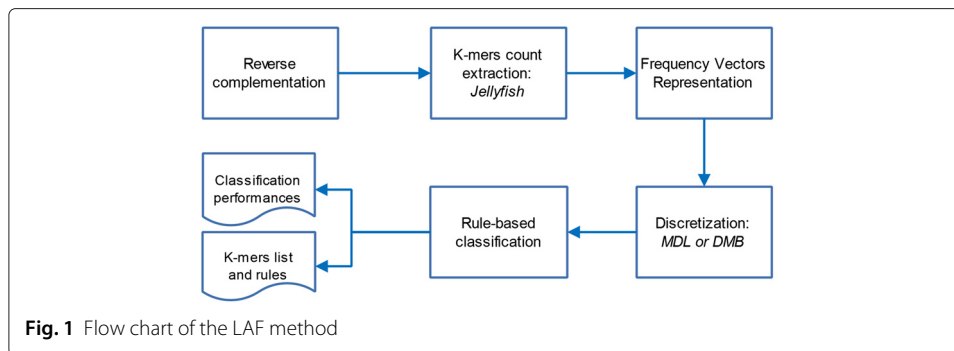 Reverse
complementation
K-mers count
extraction:
Jellyfish
Frequency Vectors
Representation
Discretization:
MDL or DMB
Rule-based
classification
Classification
performances
K-mers list
and rules
Fig. 1 Flow chart of the LAF method